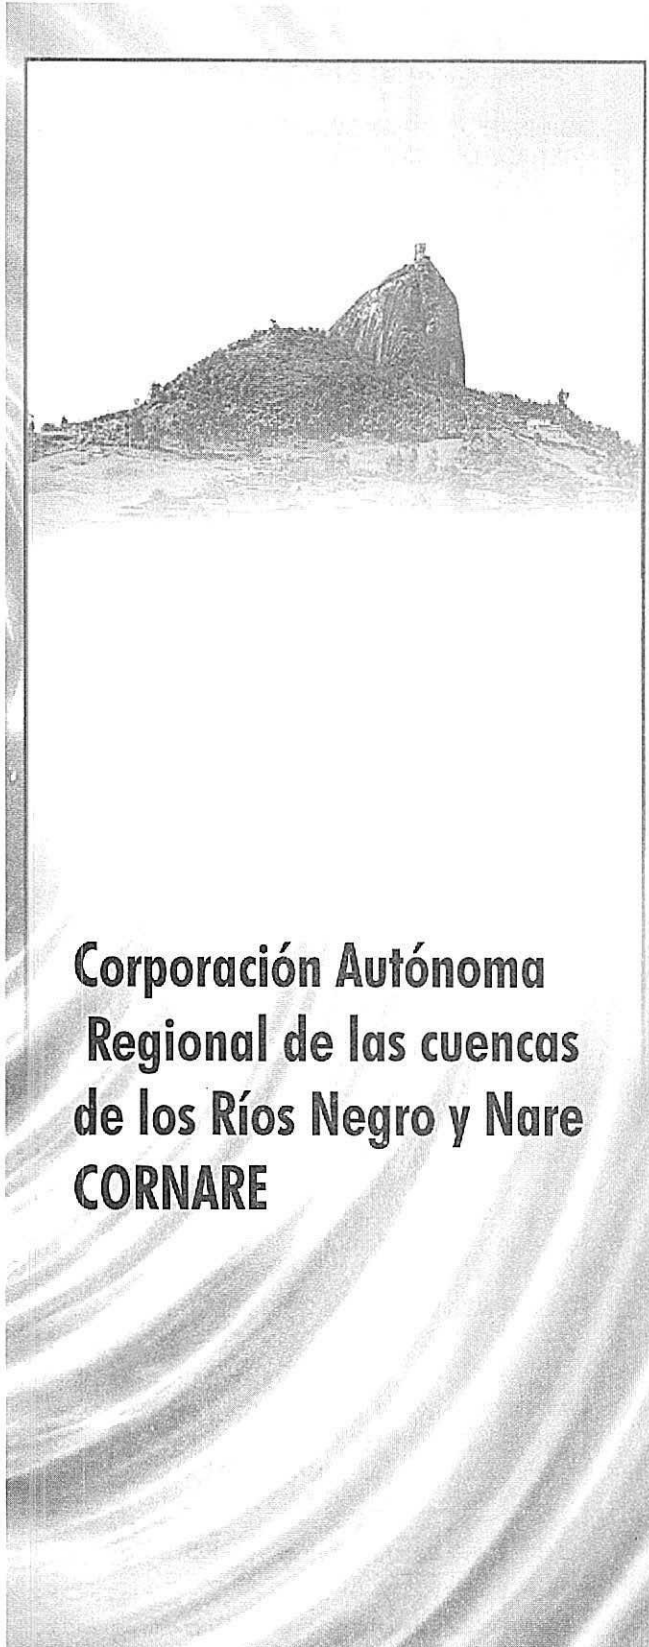 Corporación Autónoma
Regional de las cuencas
de los Ríos Negro y Nare
CORNARE